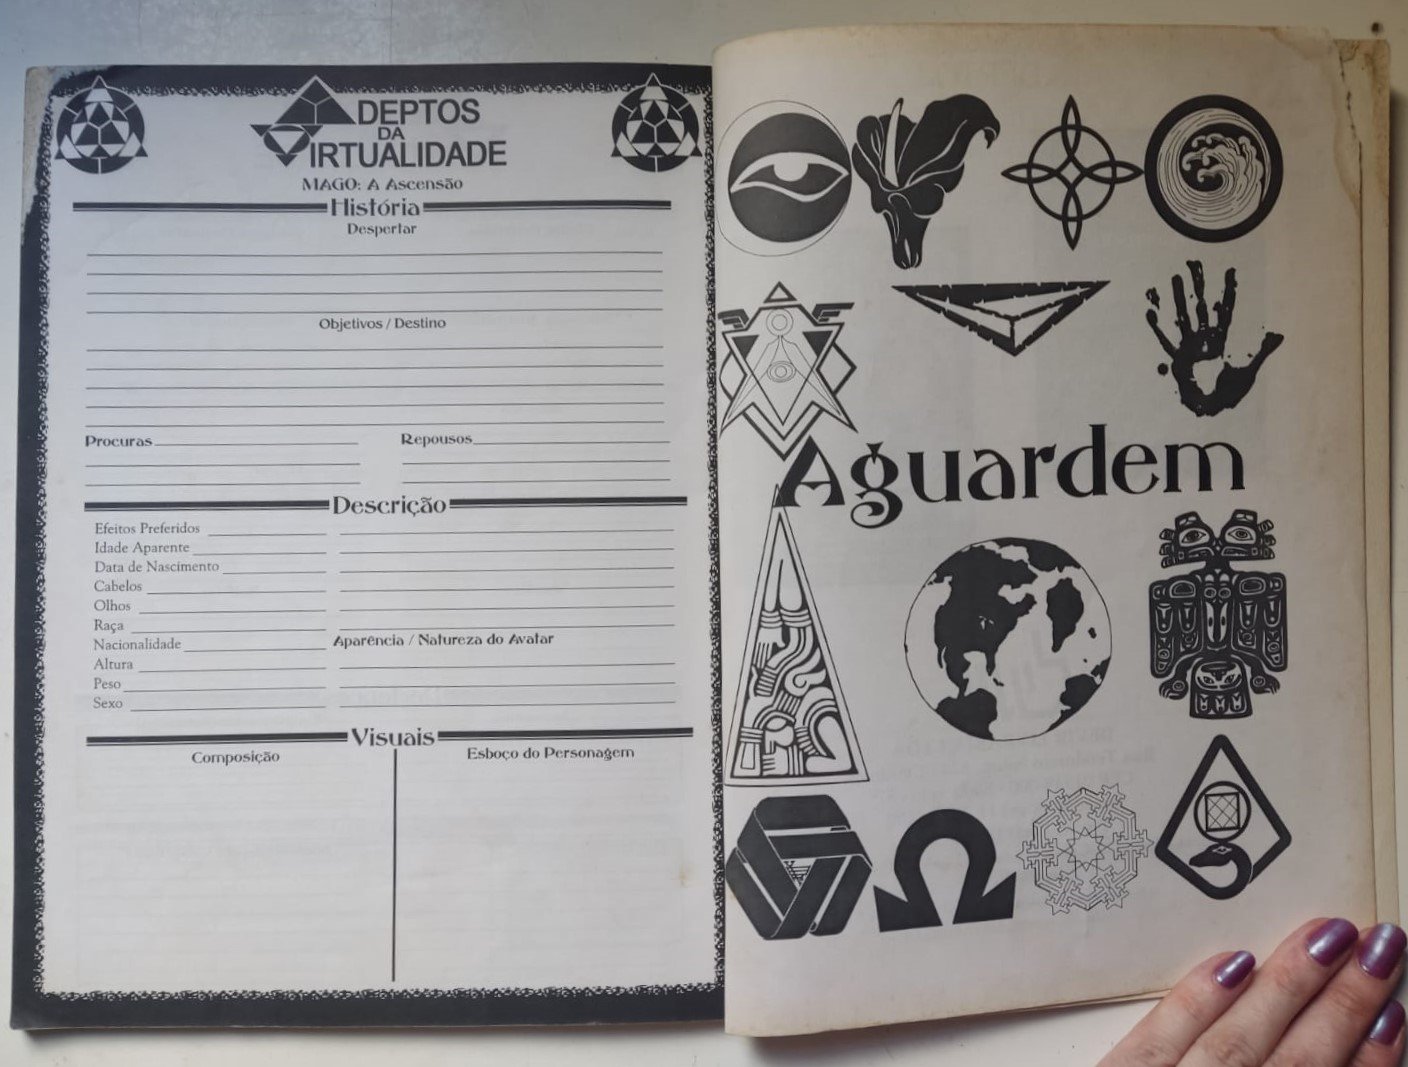 ADEPTOS
DA
VIRTUALIDADE
MAGO: A Ascensão
História
Despertar
Objetivos / Destino
Procuras
Repousos
Descrição
Efeitos Preferidos
Idade Aparente
Data de Nascimento
Cabelos
Olhos
Raça
Nacionalidade
Altura
Peso
Sexo
Aparência / Natureza do Avatar
Visuais
Composição
Esboço do Personagem
Aguardem